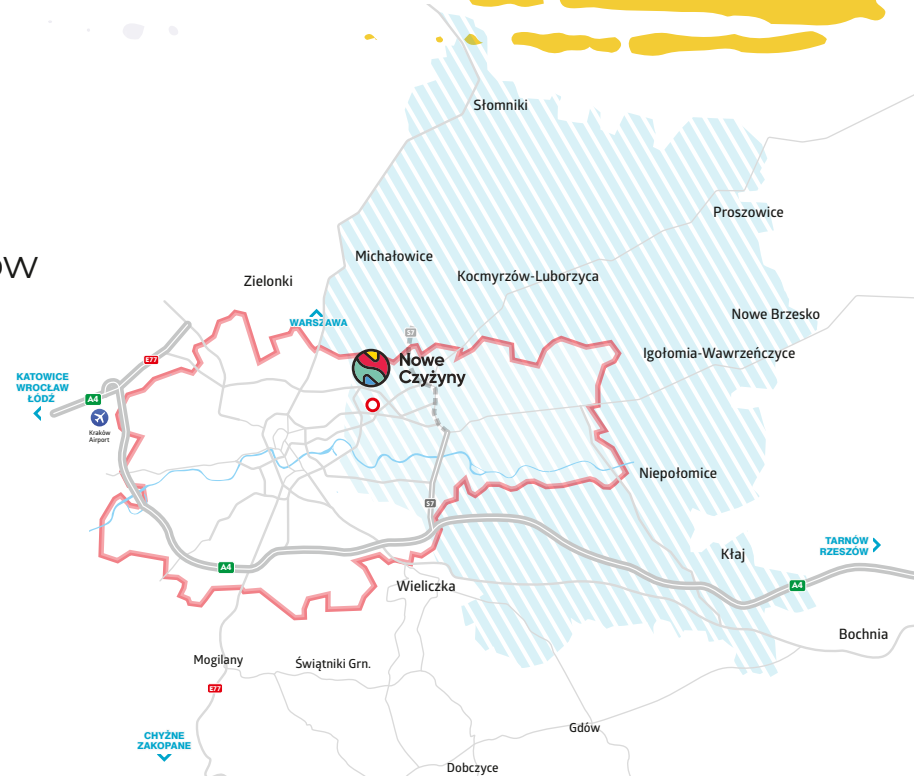 Słomniki
Proszowice
ow
Michałowice
Zielonki
Kocmyrzów-Luborzyca
Nowe Brzesko
WARSZAWA
S7
Igołomia-Wawrzeńczyce
E77
Nowe
Czyżyny
KATOWICE
WROCŁAW
ŁÓDŹ
A4
Kraków
Airport
Niepołomice
S7
TARNÓW
RZESZÓW
Kłaj
A4
A4
Wieliczka
Bochnia
Mogilany
Świątniki Grn.
E77
Gdów
CHYŻNE
ZAKOPANE
Dobczyce